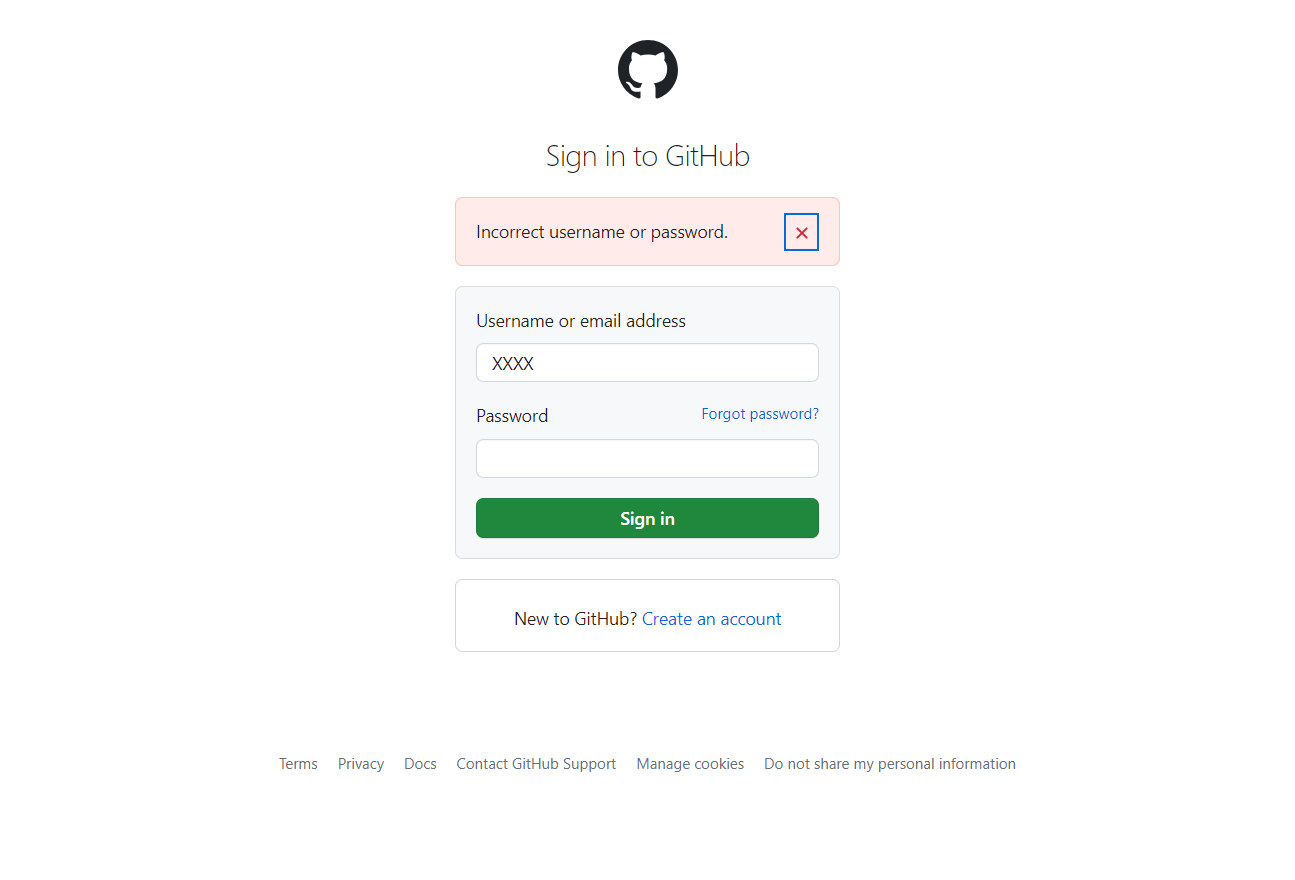 Sign in to GitHub
Incorrect username or password.
Username or email address
XXXX
Password Forgot password?
Sign in
New to GitHub? Create an account
Terms Privacy Docs Contact GitHub Support Manage cookies Do not share my personal information